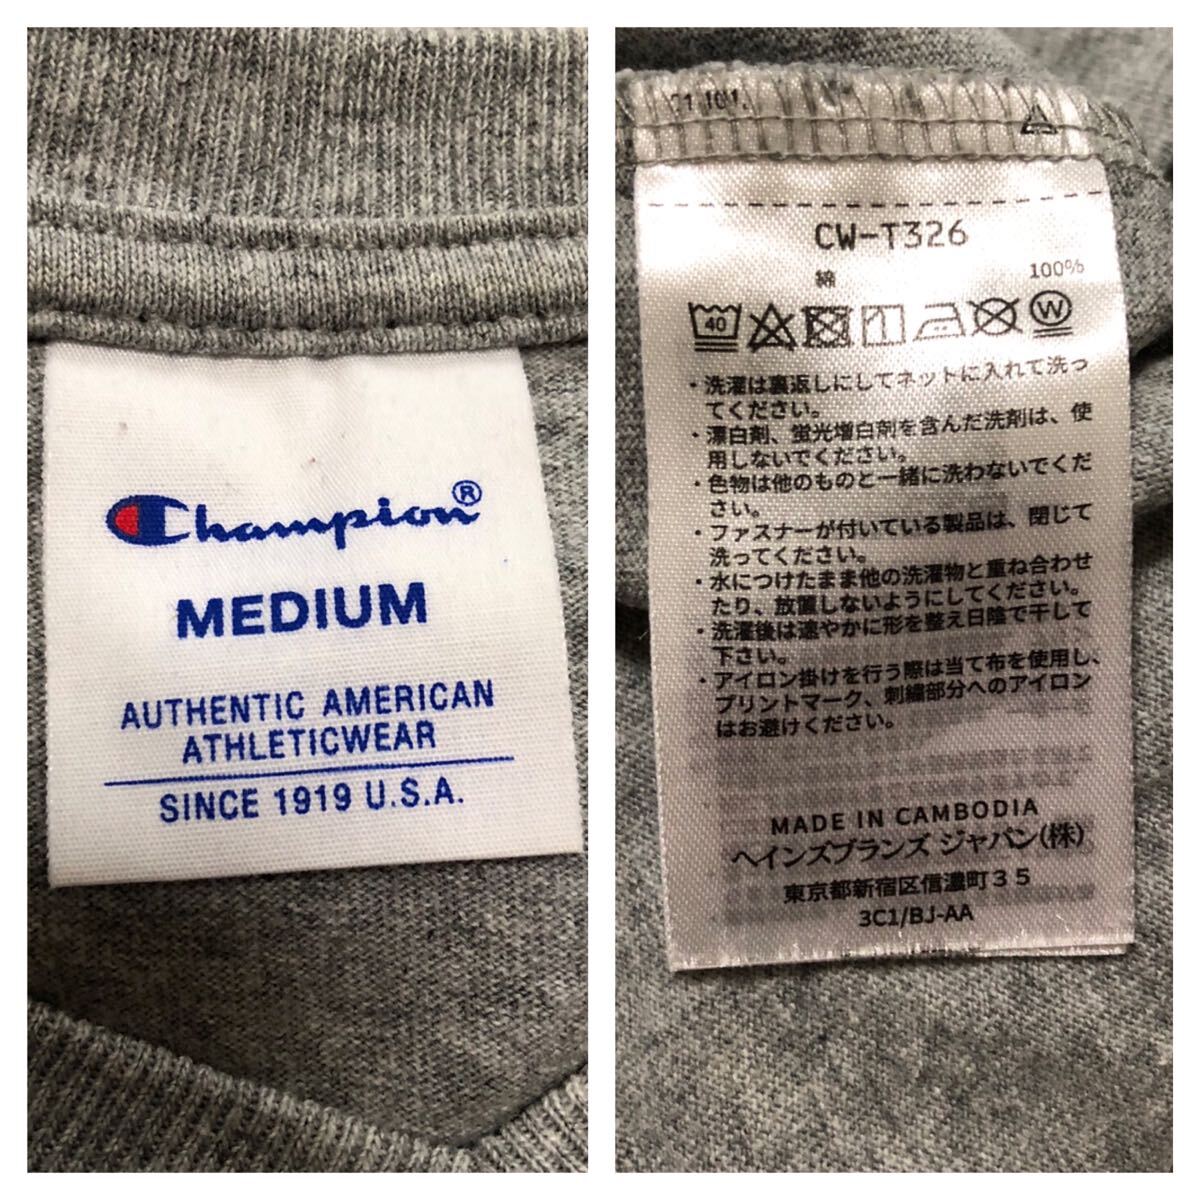 Champion®
MEDIUM
AUTHENTIC AMERICAN
ATHLETICWEAR
SINCE 1919 U.S.A.
CW-T326
綿 100%
40
W
・洗濯は裏返しにしてネットに入れて洗っ
てください。
・漂白剤、蛍光増白剤を含んだ洗剤は、使
用しないでください。
・色物は他のものと一緒に洗わないでくだ
さい。
・ファスナーが付いている製品は、閉じて
洗ってください。
・水につけたまま他の洗濯物と重ね合わせ
たり、放置しないようにしてください。
・洗濯後は速やかに形を整え日陰で干して
下さい。
・アイロン掛けを行う際は当て布を使用し、
プリントマーク、刺繍部分へのアイロン
はお避けください。
MADE IN CAMBODIA
ヘインズブランズ ジャパン(株)
東京都新宿区信濃町35
3C1/BJ-AA